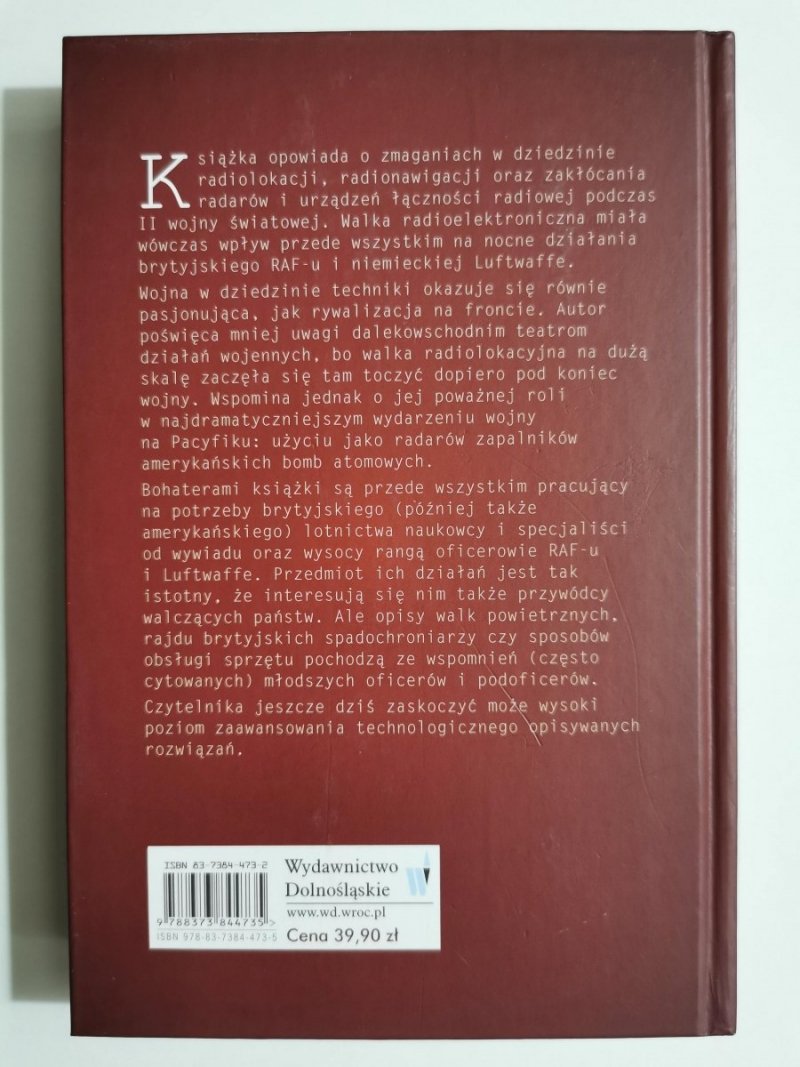 Książka opowiada o zmaganiach w dziedzinie
radiolokacji, radionawigacji oraz zakłócania
radarów i urządzeń łączności radiowej podczas
II wojny światowej. Walka radioelektroniczna miała
wówczas wpływ przede wszystkim na nocne działania
brytyjskiego RAF-u i niemieckiej Luftwaffe.
Wojna w dziedzinie techniki okazuje się równie
pasjonująca, jak rywalizacja na froncie. Autor
poświęca mniej uwagi dalekowschodnim teatrom
działań wojennych, bo walka radiolokacyjna na dużą
skalę zaczęła się tam toczyć dopiero pod koniec
wojny. Wspomina jednak o jej poważnej roli
w najdramatyczniejszym wydarzeniu wojny
na Pacyfiku: użyciu jako radarów zapalników
amerykańskich bomb atomowych.
Bohaterami książki są przede wszystkim pracujący
na potrzeby brytyjskiego (później także
amerykańskiego) lotnictwa naukowcy i specjaliści
od wywiadu oraz wysocy rangą oficerowie RAF-u
i Luftwaffe. Przedmiot ich działań jest tak
istotny, że interesują się nim także przywódcy
walczących państw. Ale opisy walk powietrznych,
rajdu brytyjskich spadochroniarzy czy sposobów
obsługi sprzętu pochodzą ze wspomnień (często
cytowanych) młodszych oficerów i podoficerów.
Czytelnika jeszcze dziś zaskoczyć może wysoki
poziom zaawansowania technologicznego opisywanych
rozwiązań.
ISBN 83-7384-473-2
9 788373 844735 >
ISBN 978-83-7384-473-5
Wydawnictwo
Dolnośląskie
www.wd.wroc.pl
Cena 39,90 zł